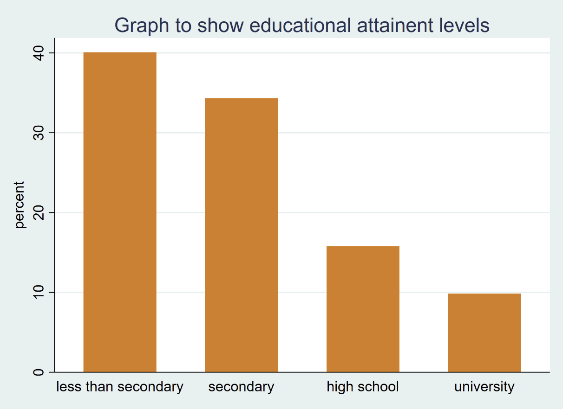 Graph to show educational attainent levels
percent
40
30
20
10
0
less than secondary secondary high school university